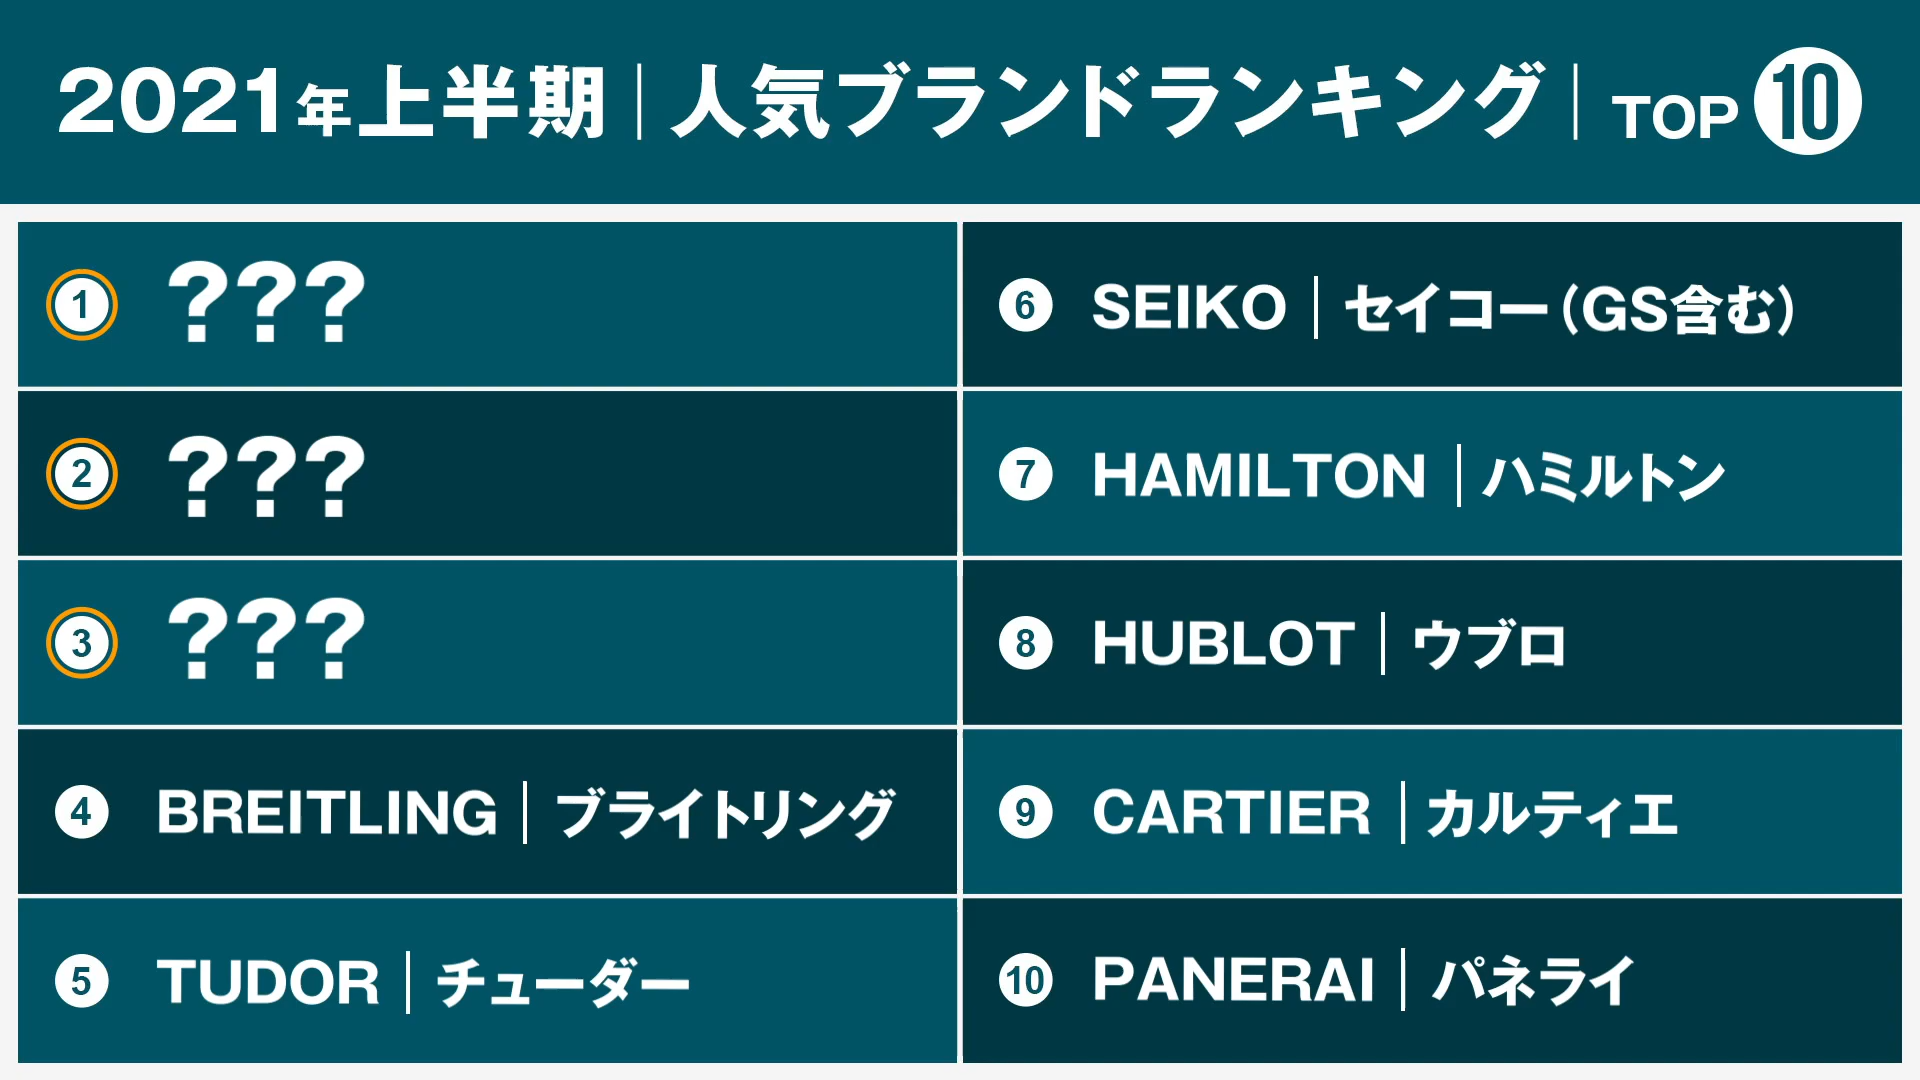 2021年上半期｜人気ブランドランキング｜TOP 10
1 ???
2 ???
3 ???
4 BREITLING｜ブライトリング
5 TUDOR｜チューダー
6 SEIKO｜セイコー（GS含む）
7 HAMILTON｜ハミルトン
8 HUBLOT｜ウブロ
9 CARTIER｜カルティエ
10 PANERAI｜パネライ